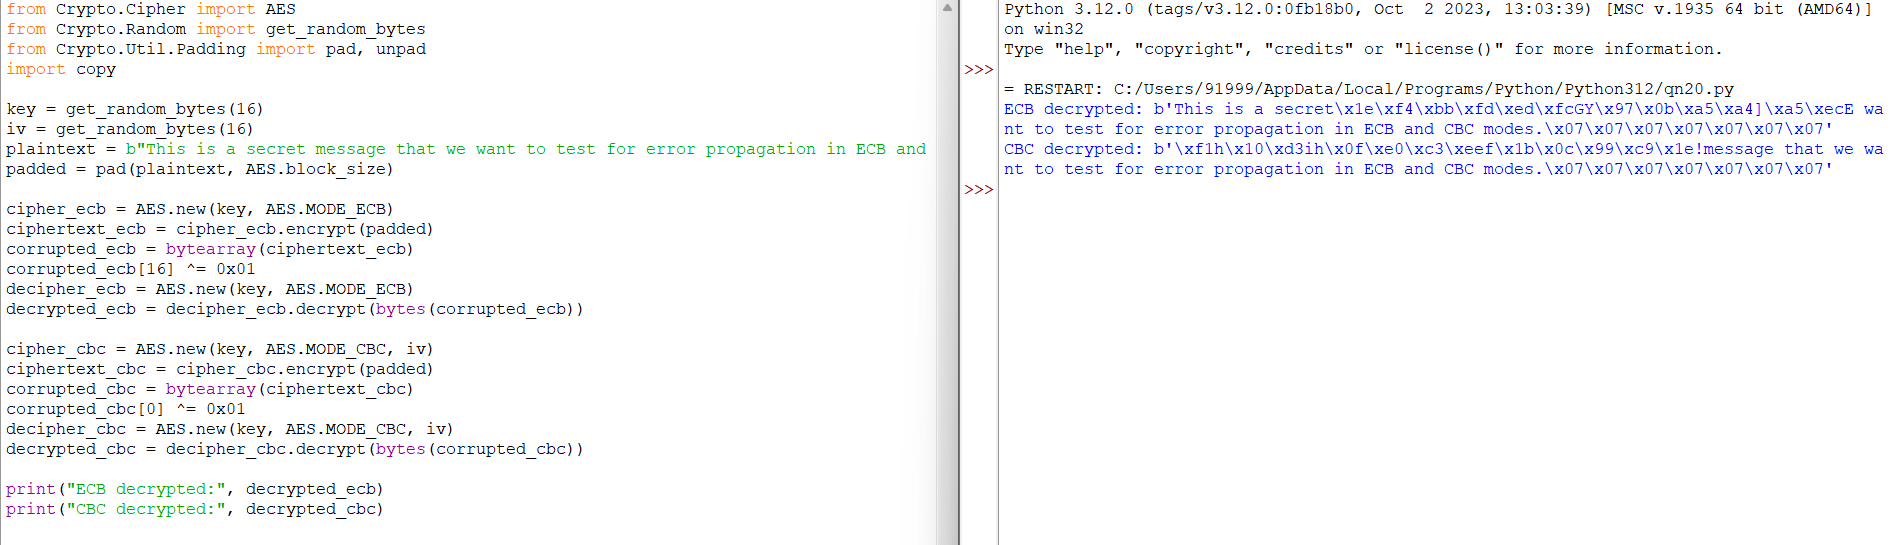 from Crypto.Cipher import AES
from Crypto.Random import get_random_bytes
from Crypto.Util.Padding import pad, unpad
import copy
key = get_random_bytes(16)
iv = get_random_bytes(16)
plaintext = b"This is a secret message that we want to test for error propagation in ECB and
padded = pad(plaintext, AES.block_size)
cipher_ecb = AES.new(key, AES.MODE_ECB)
ciphertext_ecb = cipher_ecb.encrypt(padded)
corrupted_ecb = bytearray(ciphertext_ecb)
corrupted_ecb[16] ^= 0x01
decipher_ecb = AES.new(key, AES.MODE_ECB)
decrypted_ecb = decipher_ecb.decrypt(bytes(corrupted_ecb))
cipher_cbc = AES.new(key, AES.MODE_CBC, iv)
ciphertext_cbc = cipher_cbc.encrypt(padded)
corrupted_cbc = bytearray(ciphertext_cbc)
corrupted_cbc[0] ^= 0x01
decipher_cbc = AES.new(key, AES.MODE_CBC, iv)
decrypted_cbc = decipher_cbc.decrypt(bytes(corrupted_cbc))
print("ECB decrypted:", decrypted_ecb)
print("CBC decrypted:", decrypted_cbc)
Python 3.12.0 (tags/v3.12.0:0fb18b0, Oct  2 2023, 13:03:39) [MSC v.1935 64 bit (AMD64)]
on win32
Type "help", "copyright", "credits" or "license()" for more information.
>>>
= RESTART: C:/Users/91999/AppData/Local/Programs/Python/Python312/qn20.py
ECB decrypted: b'This is a secret\x1e\xf4\xbb\xfd\xed\xfcGY\x97\x0b\xa5\xa4]\xa5\xecE wa
nt to test for error propagation in ECB and CBC modes.\x07\x07\x07\x07\x07\x07\x07'
CBC decrypted: b'\xf1h\x10\xd3ih\x0f\xe0\xc3\xeef\x1b\x0c\x99\xc9\x1e!message that we wa
nt to test for error propagation in ECB and CBC modes.\x07\x07\x07\x07\x07\x07\x07'
>>>